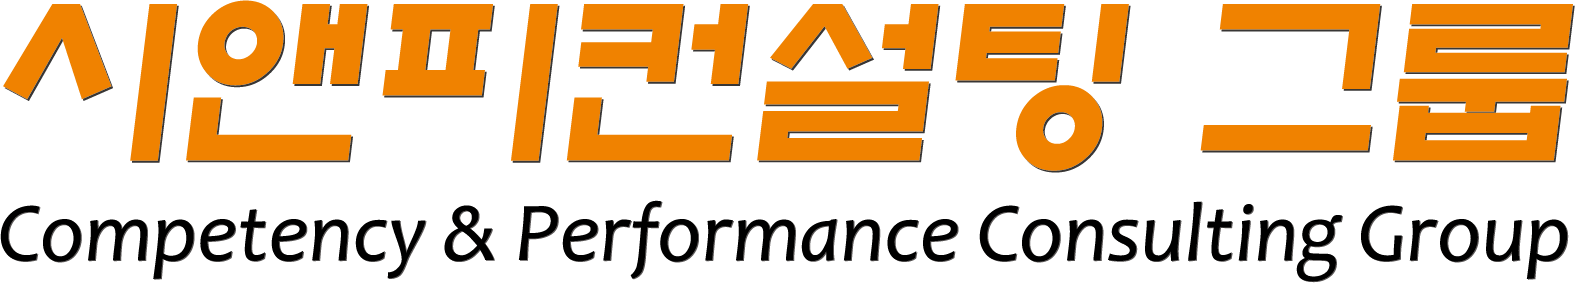 시앤피컨설팅 그룹
Competency & Performance Consulting Group